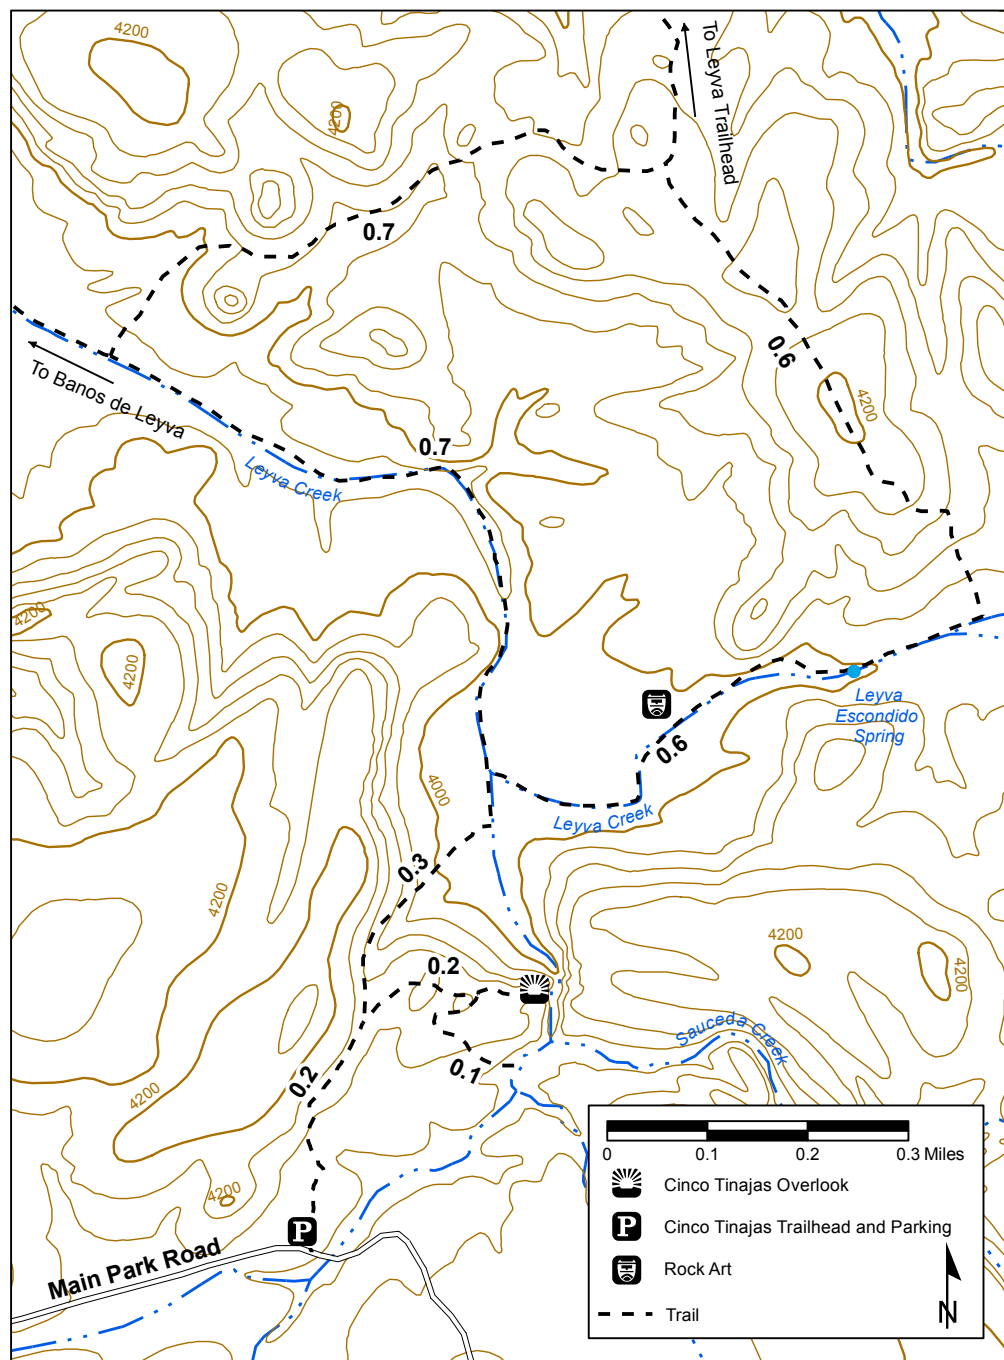 4200
4200
To Leyva Trailhead
0.7
0.6
To Banos de Leyva
4200
0.7
Leyva Creek
4200
4200
Leyva
Escondido
Spring
0.6
4000
Leyva Creek
0.3
4200
4200
4200
0.2
Sauceda Creek
0.1
0.2
4200
4200
P
Main Park Road
0 0.1 0.2 0.3 Miles
Cinco Tinajas Overlook
P Cinco Tinajas Trailhead and Parking
Rock Art
Trail
N